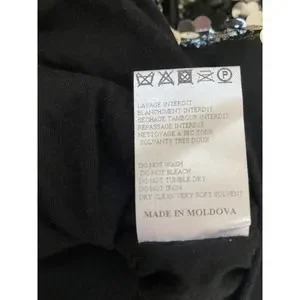 LAVAGE INTERDIT
BLANCHIMENT INTERDIT
SECHAGE TAMBOUR INTERDIT
REPASSAGE INTERDIT
NETTOYAGE A SEC TRES
SOLVANTS TRES DOUX
DO NOT WASH
DO NOT BLEACH
DO NOT TUMBLE DRY
DO NOT IRON
DRY CLEAN VERY SOFT SOLVENT
MADE IN MOLDOVA